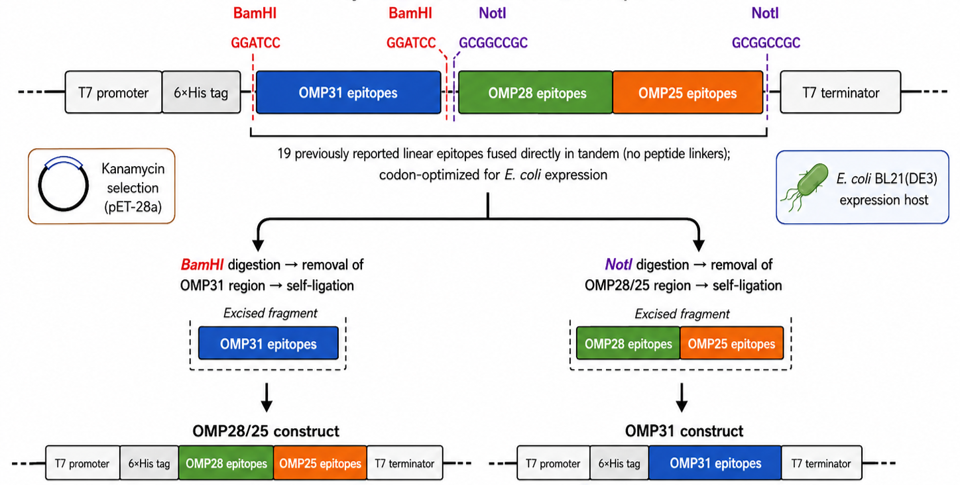 BamHI
BamHI
NotI
NotI
GGATCC
GGATCC
GCGGCCGC
GCGGCCGC
T7 promoter
6×His tag
OMP31 epitopes
OMP28 epitopes
OMP25 epitopes
T7 terminator
19 previously reported linear epitopes fused directly in tandem (no peptide linkers);
codon-optimized for E. coli expression
Kanamycin
selection
(pET-28a)
E. coli BL21(DE3)
expression host
BamHI digestion → removal of
OMP31 region → self-ligation
NotI digestion → removal of
OMP28/25 region → self-ligation
Excised fragment
OMP31 epitopes
Excised fragment
OMP28 epitopes
OMP25 epitopes
OMP28/25 construct
T7 promoter
6×His tag
OMP28 epitopes
OMP25 epitopes
T7 terminator
OMP31 construct
T7 promoter
6×His tag
OMP31 epitopes
T7 terminator